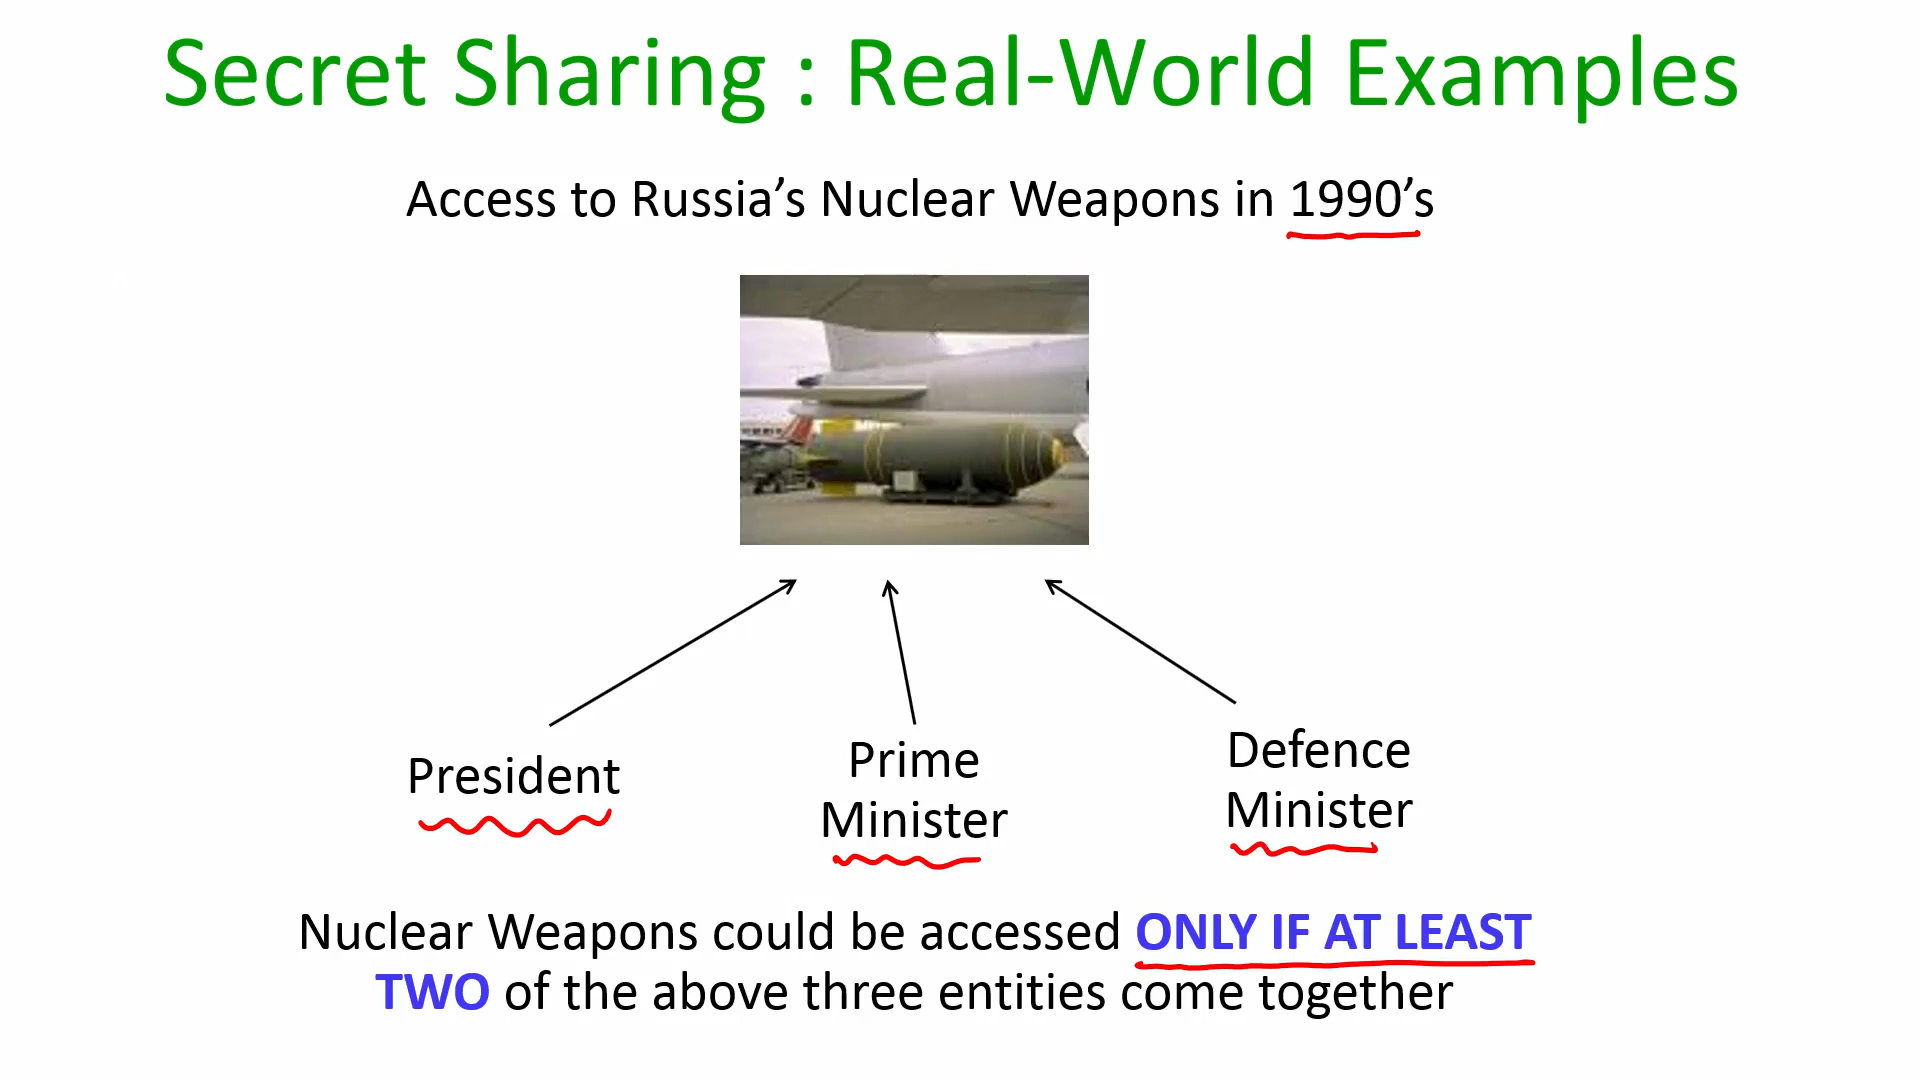 Secret Sharing : Real-World Examples
Access to Russia’s Nuclear Weapons in 1990’s
President
Prime
Minister
Defence
Minister
Nuclear Weapons could be accessed ONLY IF AT LEAST
TWO of the above three entities come together